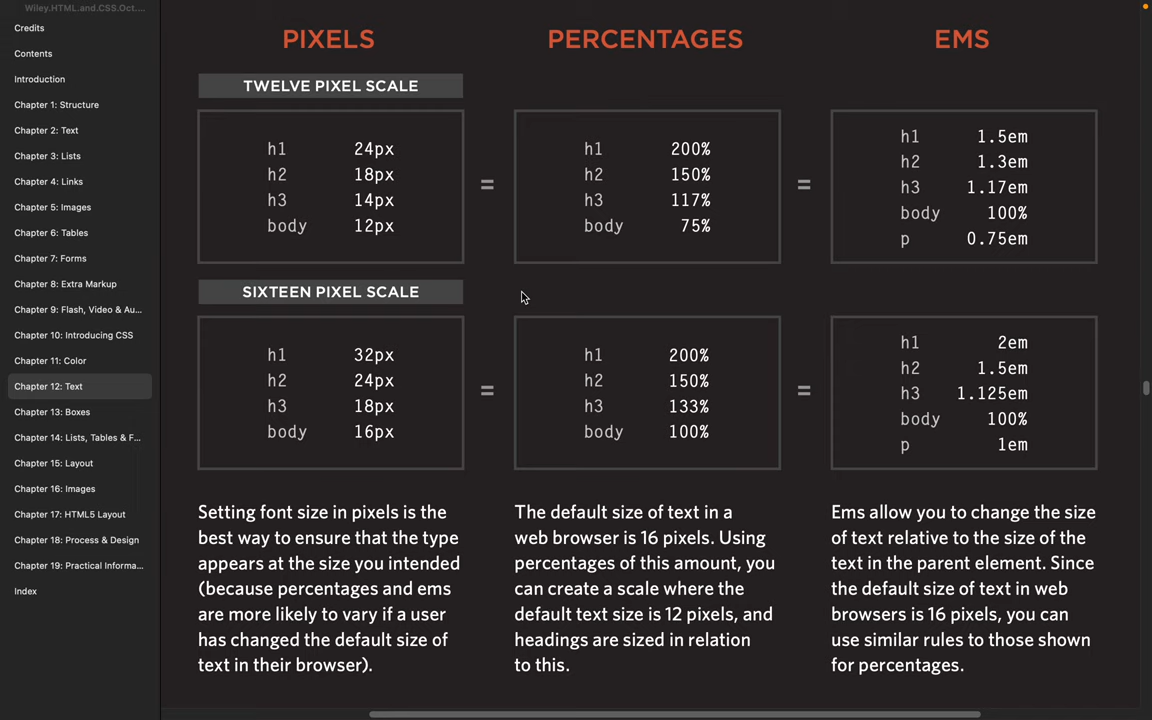 Wiley.HTML.and.CSS.Oct....
Credits
Contents
Introduction
Chapter 1: Structure
Chapter 2: Text
Chapter 3: Lists
Chapter 4: Links
Chapter 5: Images
Chapter 6: Tables
Chapter 7: Forms
Chapter 8: Extra Markup
Chapter 9: Flash, Video & Au...
Chapter 10: Introducing CSS
Chapter 11: Color
Chapter 12: Text
Chapter 13: Boxes
Chapter 14: Lists, Tables & F...
Chapter 15: Layout
Chapter 16: Images
Chapter 17: HTML5 Layout
Chapter 18: Process & Design
Chapter 19: Practical Informa...
Index
PIXELS
TWELVE PIXEL SCALE
h1 24px
h2 18px
h3 14px
body 12px
=
SIXTEEN PIXEL SCALE
h1 32px
h2 24px
h3 18px
body 16px
=
Setting font size in pixels is the
best way to ensure that the type
appears at the size you intended
(because percentages and ems
are more likely to vary if a user
has changed the default size of
text in their browser).
PERCENTAGES
h1 200%
h2 150%
h3 117%
body 75%
=
h1 200%
h2 150%
h3 133%
body 100%
=
The default size of text in a
web browser is 16 pixels. Using
percentages of this amount, you
can create a scale where the
default text size is 12 pixels, and
headings are sized in relation
to this.
EMS
h1 1.5em
h2 1.3em
h3 1.17em
body 100%
p 0.75em
h1 2em
h2 1.5em
h3 1.125em
body 100%
p 1em
Ems allow you to change the size
of text relative to the size of the
text in the parent element. Since
the default size of text in web
browsers is 16 pixels, you can
use similar rules to those shown
for percentages.